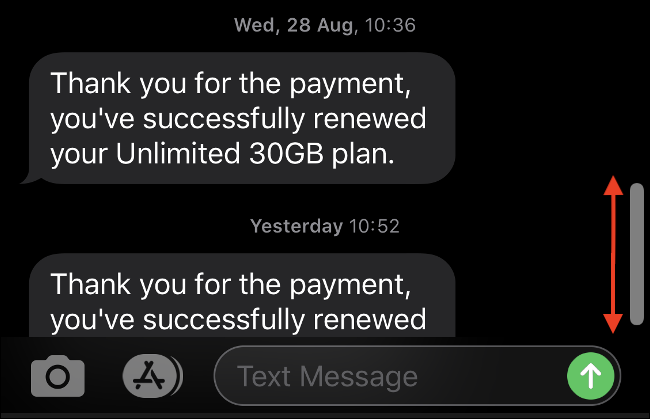 Wed, 28 Aug, 10:36
Thank you for the payment,
you've successfully renewed
your Unlimited 30GB plan.
Yesterday 10:52
Thank you for the payment,
you've successfully renewed
Text Message